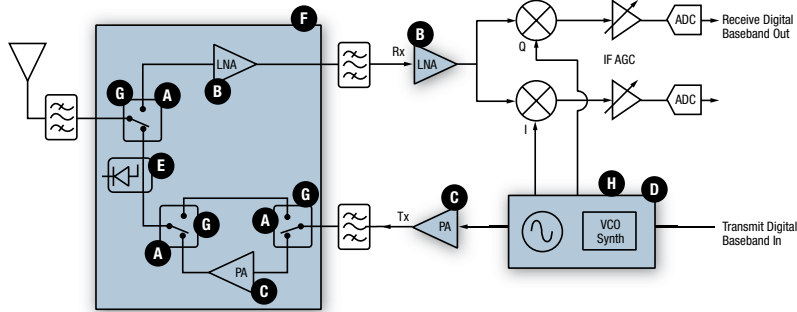 F
B
Rx
LNA
Q
IF AGC
ADC
Receive Digital
Baseband Out
G
A
LNA
B
ADC
I
E
H
D
G
A
G
A
PA
C
Tx
C
PA
VCO
Synth
Transmit Digital
Baseband In